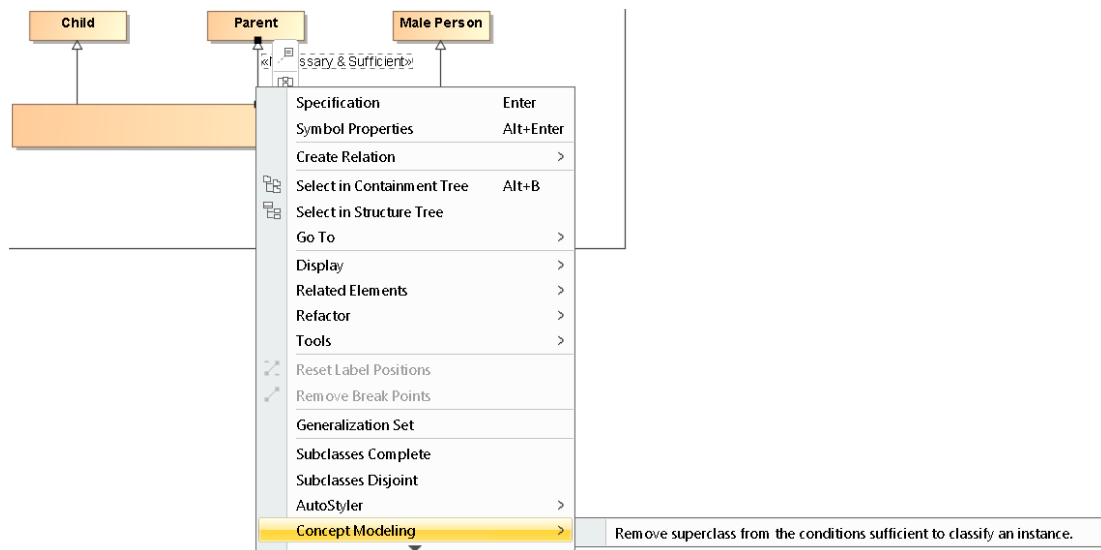 Child
Parent
Male Person
ssary & Sufficient»
Specification Enter
Symbol Properties Alt+Enter
Create Relation >
Select in Containment Tree Alt+B
Select in Structure Tree
Go To >
Display >
Related Elements >
Refactor >
Tools >
Reset Label Positions
Remove Break Points
Generalization Set
Subclasses Complete
Subclasses Disjoint
AutoStyler >
Concept Modeling >
Remove superclass from the conditions sufficient to classify an instance.